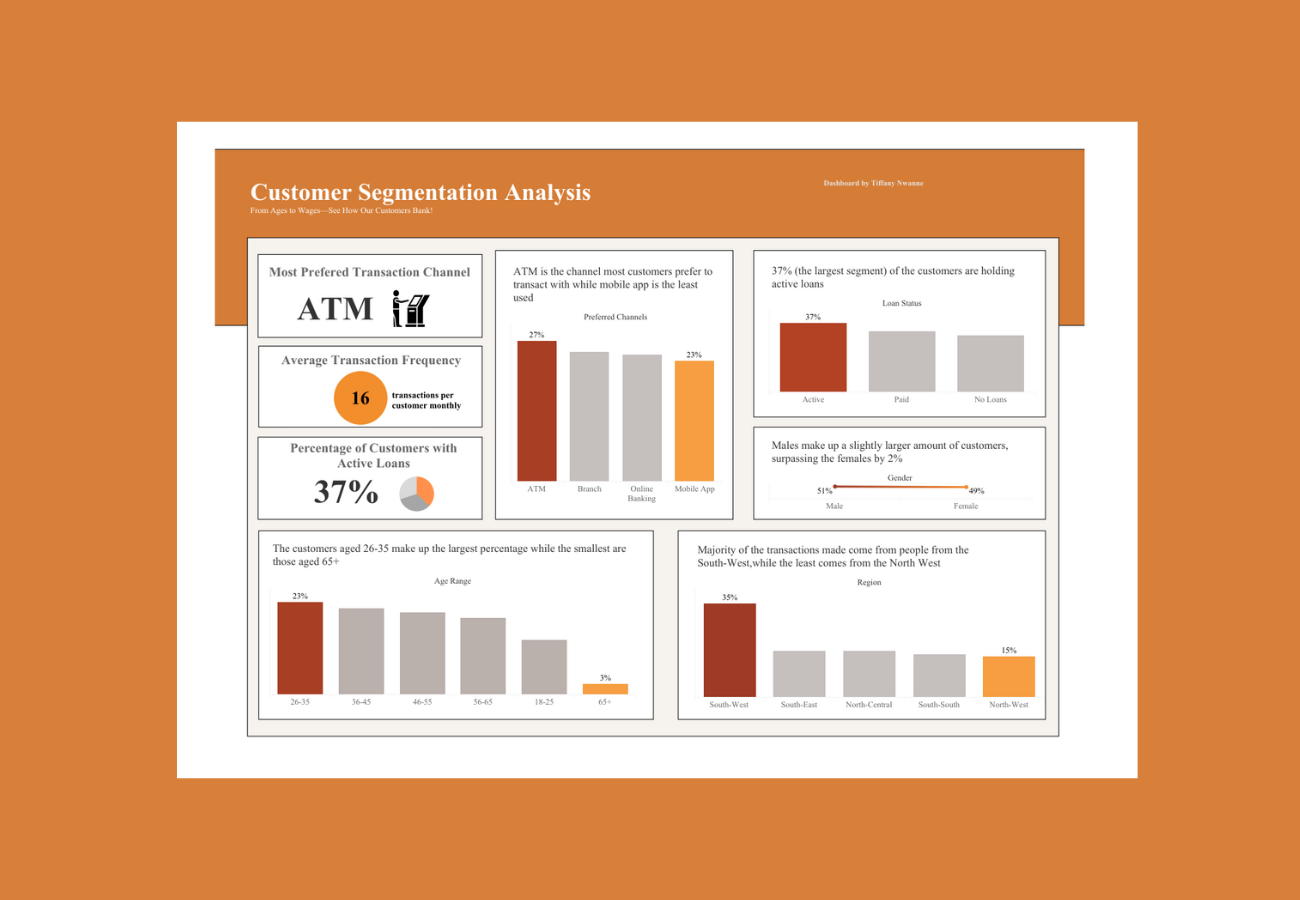 Customer Segmentation Analysis
From Ages to Wages—See How Our Customers Bank!
Dashboard by Tiffany Nwanne
Most Prefered Transaction Channel
ATM
Average Transaction Frequency
16
transactions per
customer monthly
Percentage of Customers with
Active Loans
37%
ATM is the channel most customers prefer to
transact with while mobile app is the least
used
Preferred Channels
27%
23%
ATM Branch Online Mobile App
Banking
37% (the largest segment) of the customers are holding
active loans
Loan Status
37%
Active Paid No Loans
Males make up a slightly larger amount of customers,
surpassing the females by 2%
Gender
51% 49%
Male Female
The customers aged 26-35 make up the largest percentage while the smallest are
those aged 65+
Age Range
23%
3%
26-35 36-45 46-55 56-65 18-25 65+
Majority of the transactions made come from people from the
South-West,while the least comes from the North West
Region
35%
15%
South-West South-East North-Central South-South North-West